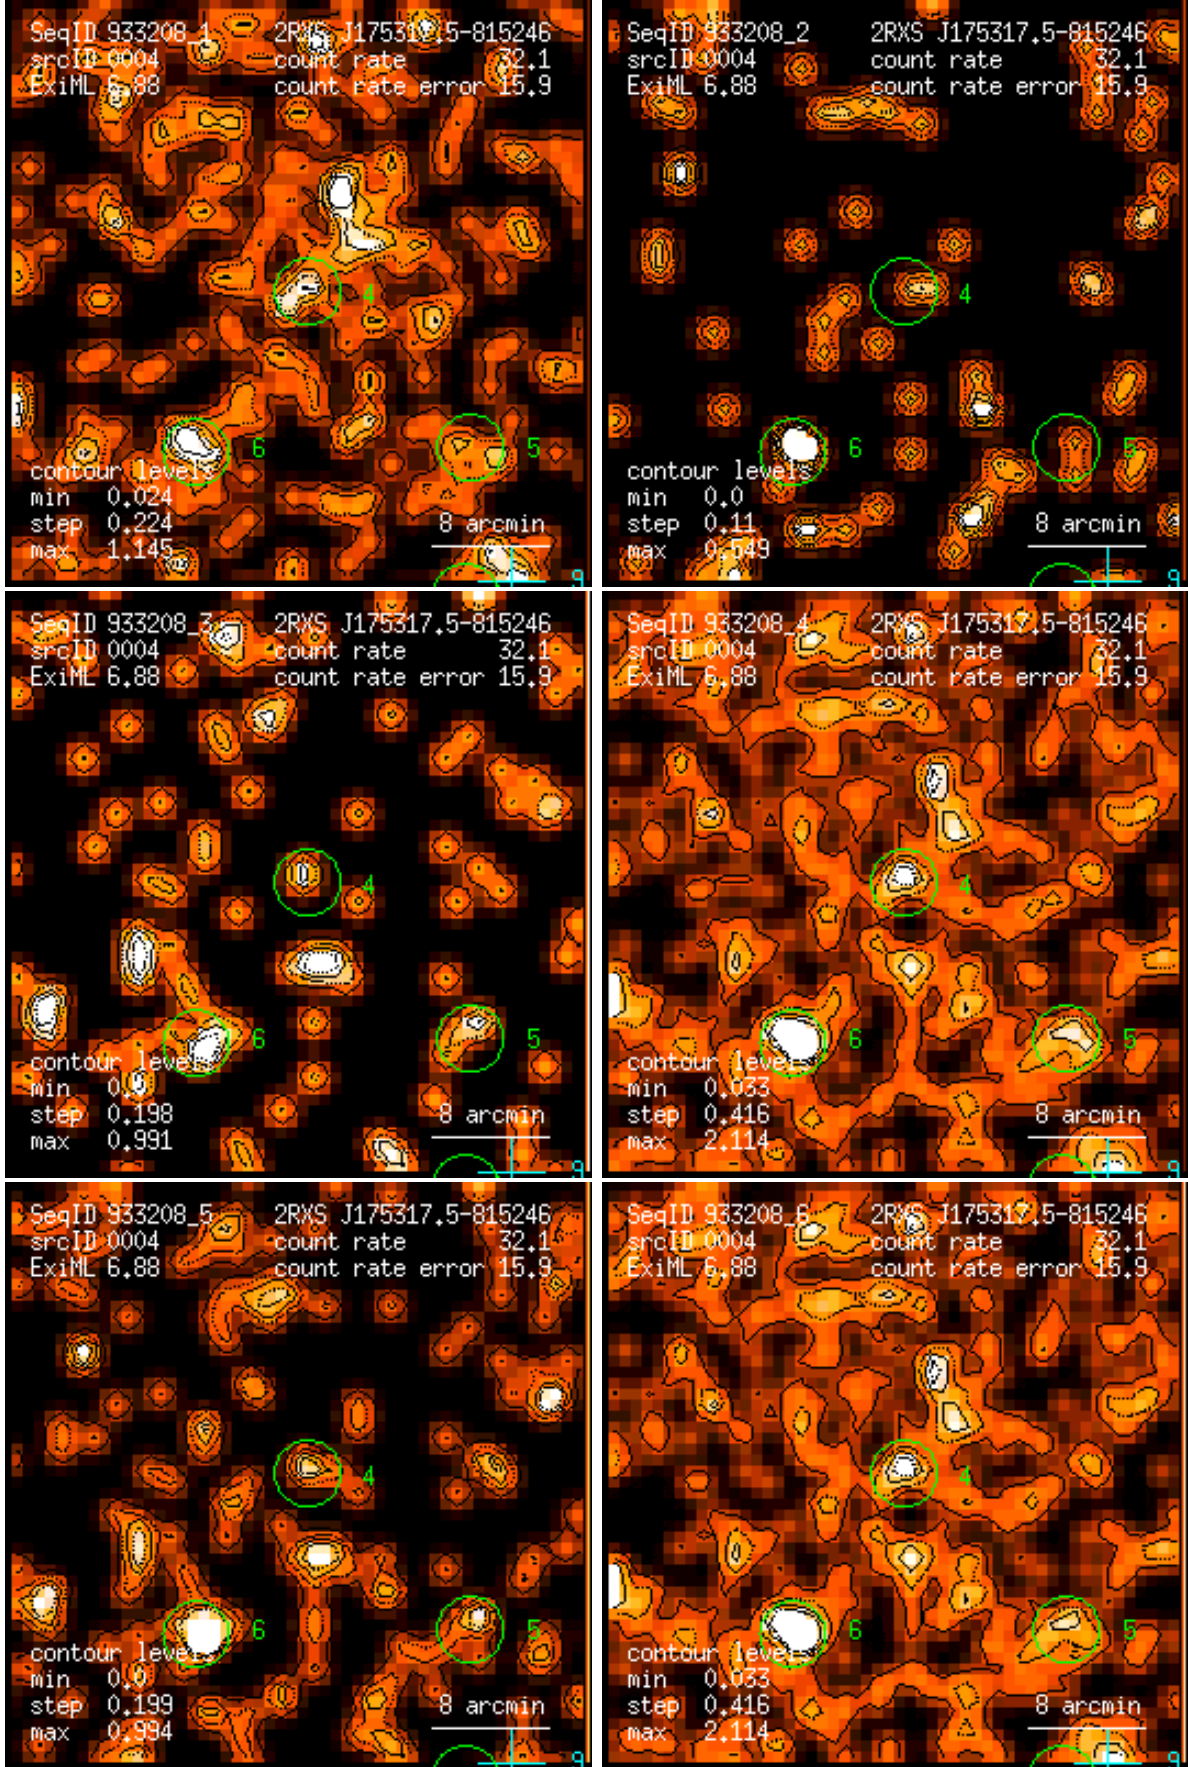 SeqID 933208_1 2RXS J175317.5-815246
srcID 0004 count rate 32.1
ExiML 6.88 count rate error 15.9
4
6
5
contour levels
min 0.024
step 0.224
max 1.145
8 arcmin
9
SeqID 933208_2 2RXS J175317.5-815246
srcID 0004 count rate 32.1
ExiML 6.88 count rate error 15.9
4
6
5
contour levels
min 0.0
step 0.11
max 0.549
8 arcmin
9
SeqID 933208_3 2RXS J175317.5-815246
srcID 0004 count rate 32.1
ExiML 6.88 count rate error 15.9
4
6
5
contour levels
min 0.0
step 0.198
max 0.991
8 arcmin
9
SeqID 933208_4 2RXS J175317.5-815246
srcID 0004 count rate 32.1
ExiML 6.88 count rate error 15.9
4
6
5
contour levels
min 0.033
step 0.416
max 2.114
8 arcmin
9
SeqID 933208_5 2RXS J175317.5-815246
srcID 0004 count rate 32.1
ExiML 6.88 count rate error 15.9
4
6
5
contour levels
min 0.0
step 0.199
max 0.994
8 arcmin
9
SeqID 933208_6 2RXS J175317.5-815246
srcID 0004 count rate 32.1
ExiML 6.88 count rate error 15.9
4
6
5
contour levels
min 0.033
step 0.416
max 2.114
8 arcmin
9